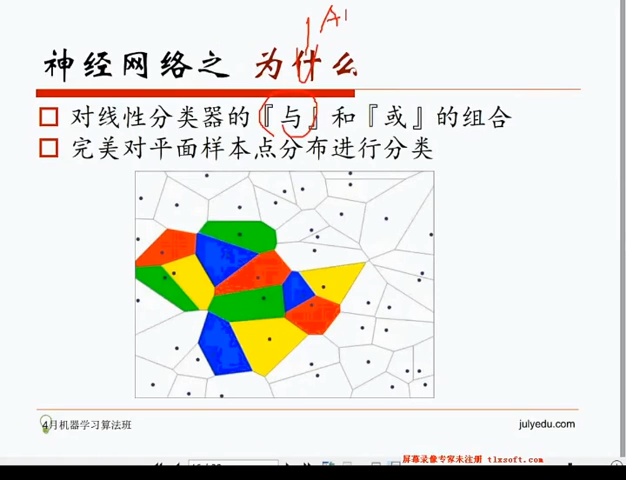 AI
神经网络之 为什么
对线性分类器的『与』和『或』的组合
完美对平面样本点分布进行分类
4月机器学习算法班
julyedu.com
屏幕录像专家未注册 tlxsoft.com